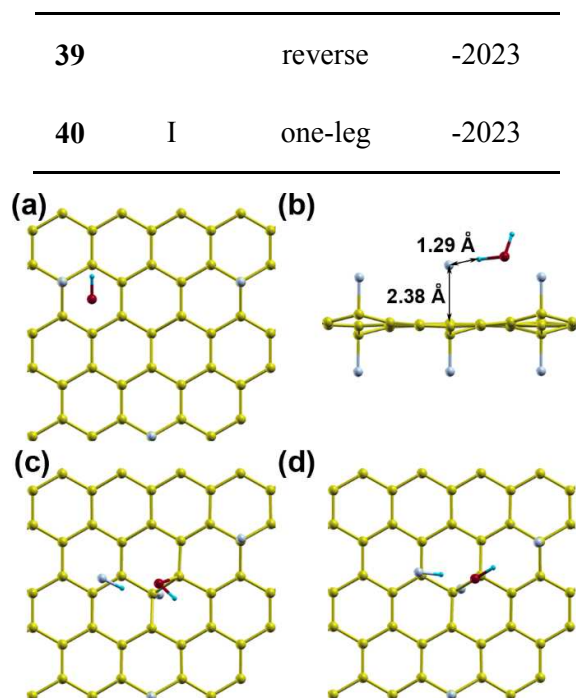 39 reverse -2023
40 I one-leg -2023
(a) (b)
1.29 Å
2.38 Å
(c) (d)